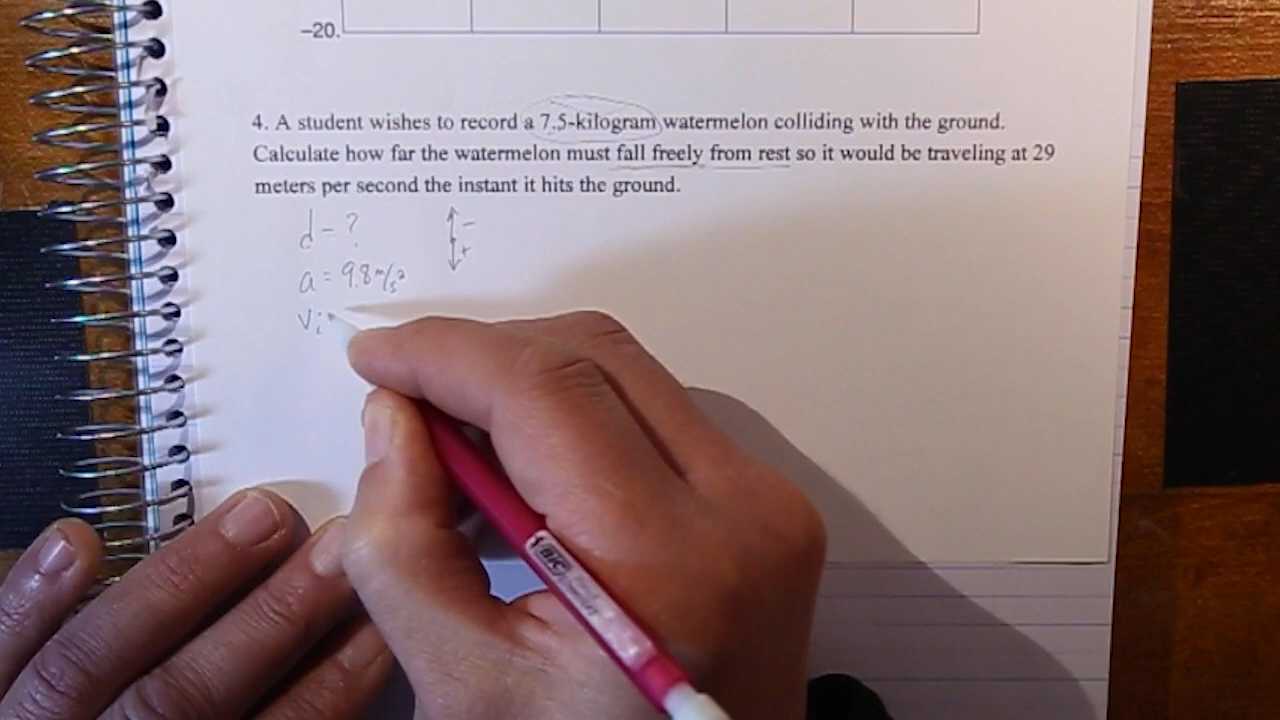 -20.
4. A student wishes to record a 7.5-kilogram watermelon colliding with the ground.
Calculate how far the watermelon must fall freely from rest so it would be traveling at 29
meters per second the instant it hits the ground.
d = ?
-
+
a = 9.8 m/s²
Vi
BIC